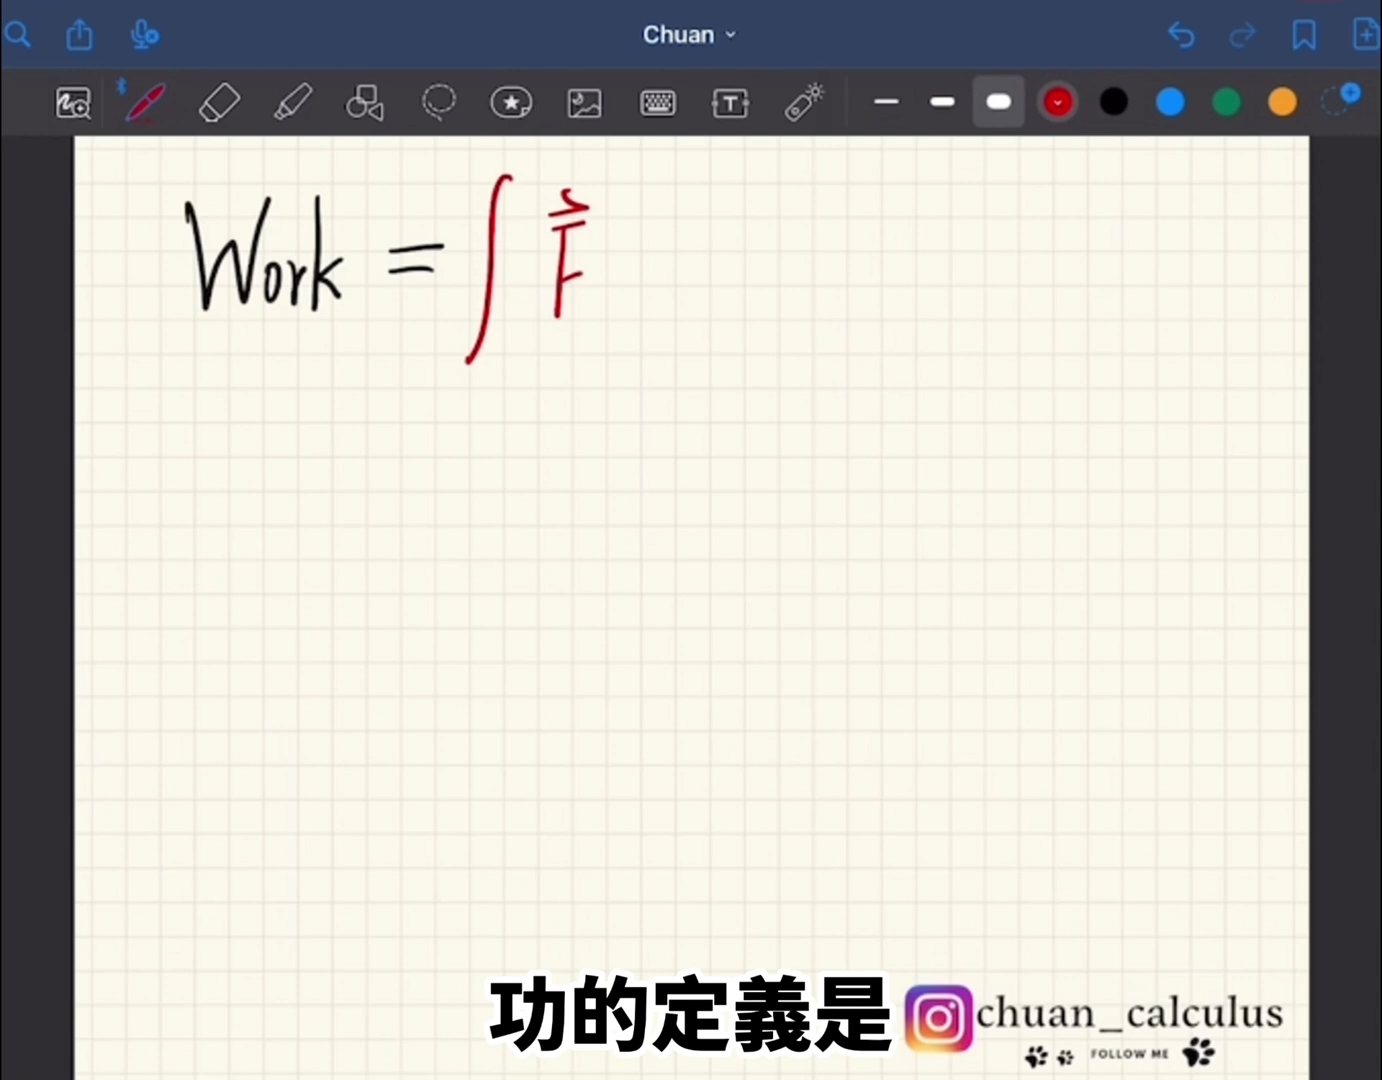 Chuan
Work = ∫ F⃗
功的定義是
chuan_calculus
FOLLOW ME